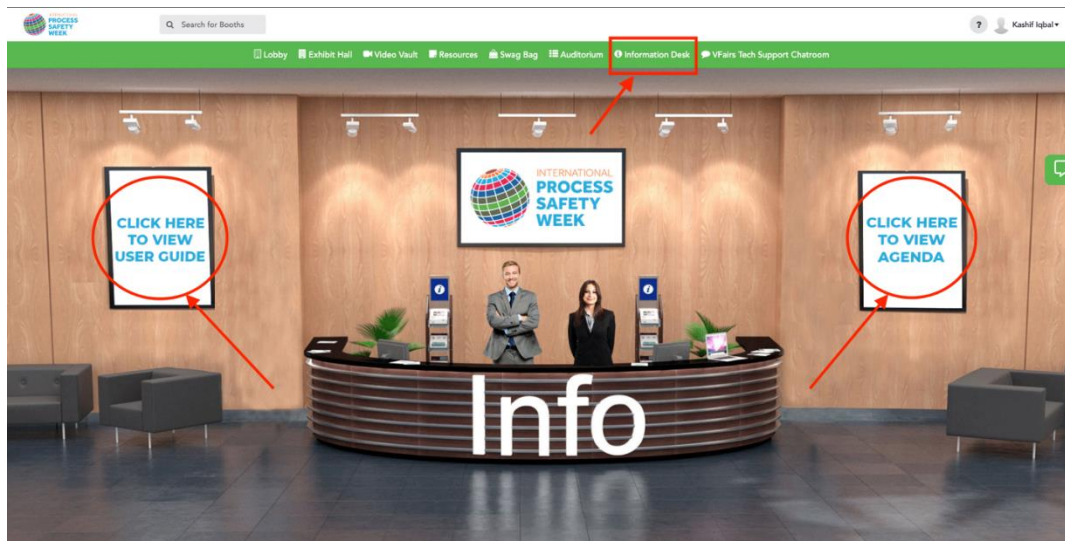 INTERNATIONAL
PROCESS
SAFETY
WEEK
Search for Booths
?
Kashif Iqbal
Lobby
Exhibit Hall
Video Vault
Resources
Swag Bag
Auditorium
Information Desk
VFairs Tech Support Chatroom
CLICK HERE
TO VIEW
USER GUIDE
INTERNATIONAL
PROCESS
SAFETY
WEEK
CLICK HERE
TO VIEW
AGENDA
i
i
Info